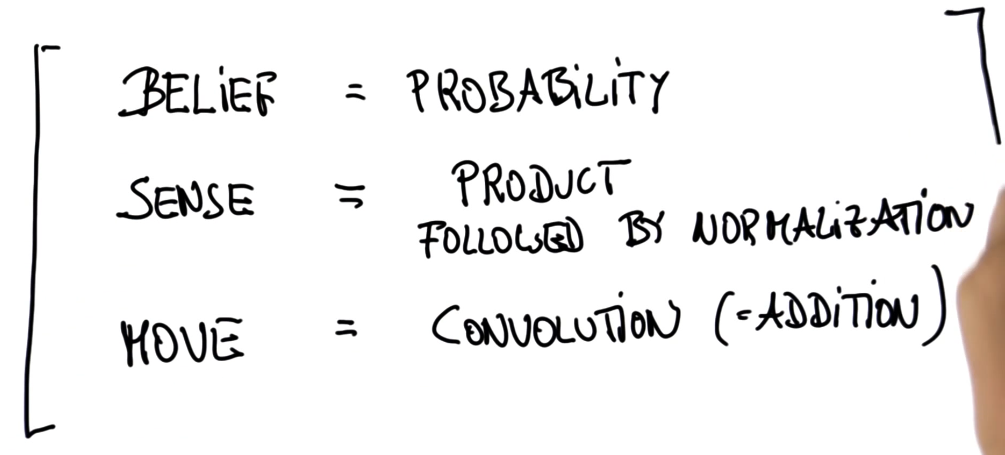 BELIEF = PROBABILITY
SENSE = PRODUCT
FOLLOWED BY NORMALIZATION
MOVE = CONVOLUTION (=ADDITION)